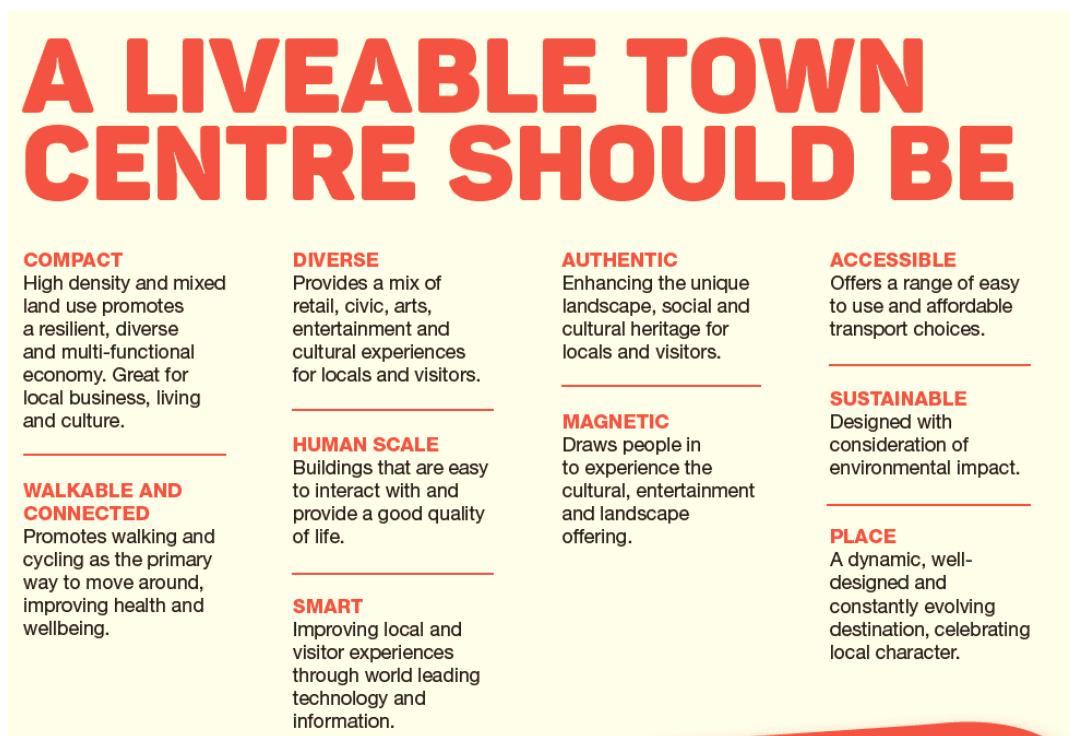 A LIVEABLE TOWN
CENTRE SHOULD BE
COMPACT
High density and mixed
land use promotes
a resilient, diverse
and multi-functional
economy. Great for
local business, living
and culture.
WALKABLE AND
CONNECTED
Promotes walking and
cycling as the primary
way to move around,
improving health and
wellbeing.
DIVERSE
Provides a mix of
retail, civic, arts,
entertainment and
cultural experiences
for locals and visitors.
HUMAN SCALE
Buildings that are easy
to interact with and
provide a good quality
of life.
SMART
Improving local and
visitor experiences
through world leading
technology and
information.
AUTHENTIC
Enhancing the unique
landscape, social and
cultural heritage for
locals and visitors.
MAGNETIC
Draws people in
to experience the
cultural, entertainment
and landscape
offering.
ACCESSIBLE
Offers a range of easy
to use and affordable
transport choices.
SUSTAINABLE
Designed with
consideration of
environmental impact.
PLACE
A dynamic, well-
designed and
constantly evolving
destination, celebrating
local character.